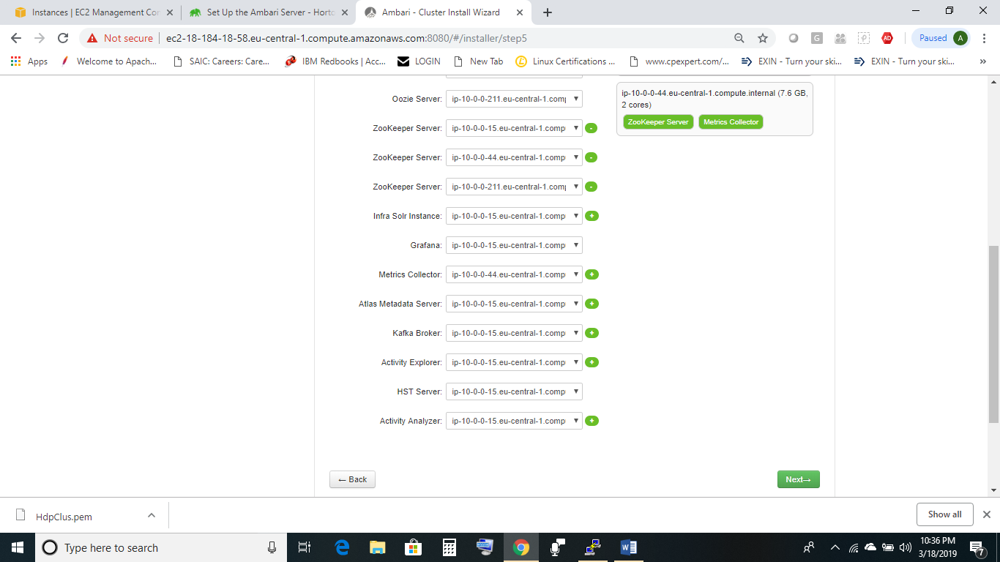 Instances | EC2 Management Con
Set Up the Ambari Server - Horto
Ambari - Cluster Install Wizard
Not secure
ec2-18-184-18-58.eu-central-1.compute.amazonaws.com:8080/#/installer/step5
Paused
A
Apps
Welcome to Apach...
SAIC: Careers: Care...
IBM Redbooks | Acc...
LOGIN
New Tab
Linux Certifications ...
www.cpexpert.com/...
EXIN - Turn your ski...
EXIN - Turn your ski...
»
Oozie Server: ip-10-0-0-211.eu-central-1.comp
ZooKeeper Server: ip-10-0-0-15.eu-central-1.comp -
ZooKeeper Server: ip-10-0-0-44.eu-central-1.comp -
ZooKeeper Server: ip-10-0-0-211.eu-central-1.comp -
Infra Solr Instance: ip-10-0-0-15.eu-central-1.comp +
Grafana: ip-10-0-0-15.eu-central-1.comp
Metrics Collector: ip-10-0-0-44.eu-central-1.comp +
Atlas Metadata Server: ip-10-0-0-15.eu-central-1.comp +
Kafka Broker: ip-10-0-0-15.eu-central-1.comp +
Activity Explorer: ip-10-0-0-15.eu-central-1.comp +
HST Server: ip-10-0-0-15.eu-central-1.comp
Activity Analyzer: ip-10-0-0-15.eu-central-1.comp +
ip-10-0-0-44.eu-central-1.compute.internal (7.6 GB,
2 cores)
ZooKeeper Server
Metrics Collector
← Back
Next→
HdpClus.pem
Show all
Type here to search
10:36 PM
3/18/2019
7